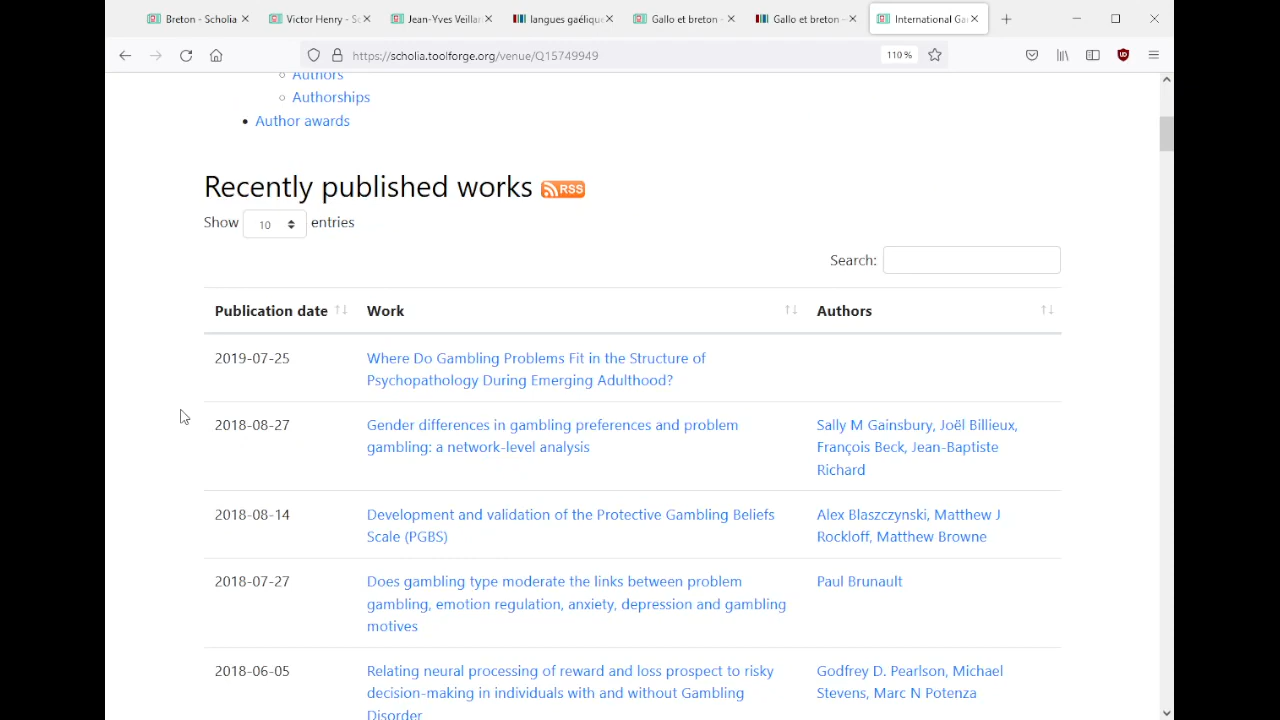 Breton - Scholia
Victor Henry - Sc
Jean-Yves Veillar
langues gaélique
Gallo et breton -
Gallo et breton -
International Ga
https://scholia.toolforge.org/venue/Q15749949
110%
Authors
Authorships
Author awards
Recently published works RSS
Show 10 entries
Search:
Publication date Work Authors
2019-07-25 Where Do Gambling Problems Fit in the Structure of
Psychopathology During Emerging Adulthood?
2018-08-27 Gender differences in gambling preferences and problem Sally M Gainsbury, Joël Billieux,
gambling: a network-level analysis François Beck, Jean-Baptiste
Richard
2018-08-14 Development and validation of the Protective Gambling Beliefs Alex Blaszczynski, Matthew J
Scale (PGBS) Rockloff, Matthew Browne
2018-07-27 Does gambling type moderate the links between problem Paul Brunault
gambling, emotion regulation, anxiety, depression and gambling
motives
2018-06-05 Relating neural processing of reward and loss prospect to risky Godfrey D. Pearlson, Michael
decision-making in individuals with and without Gambling Stevens, Marc N Potenza
Disorder